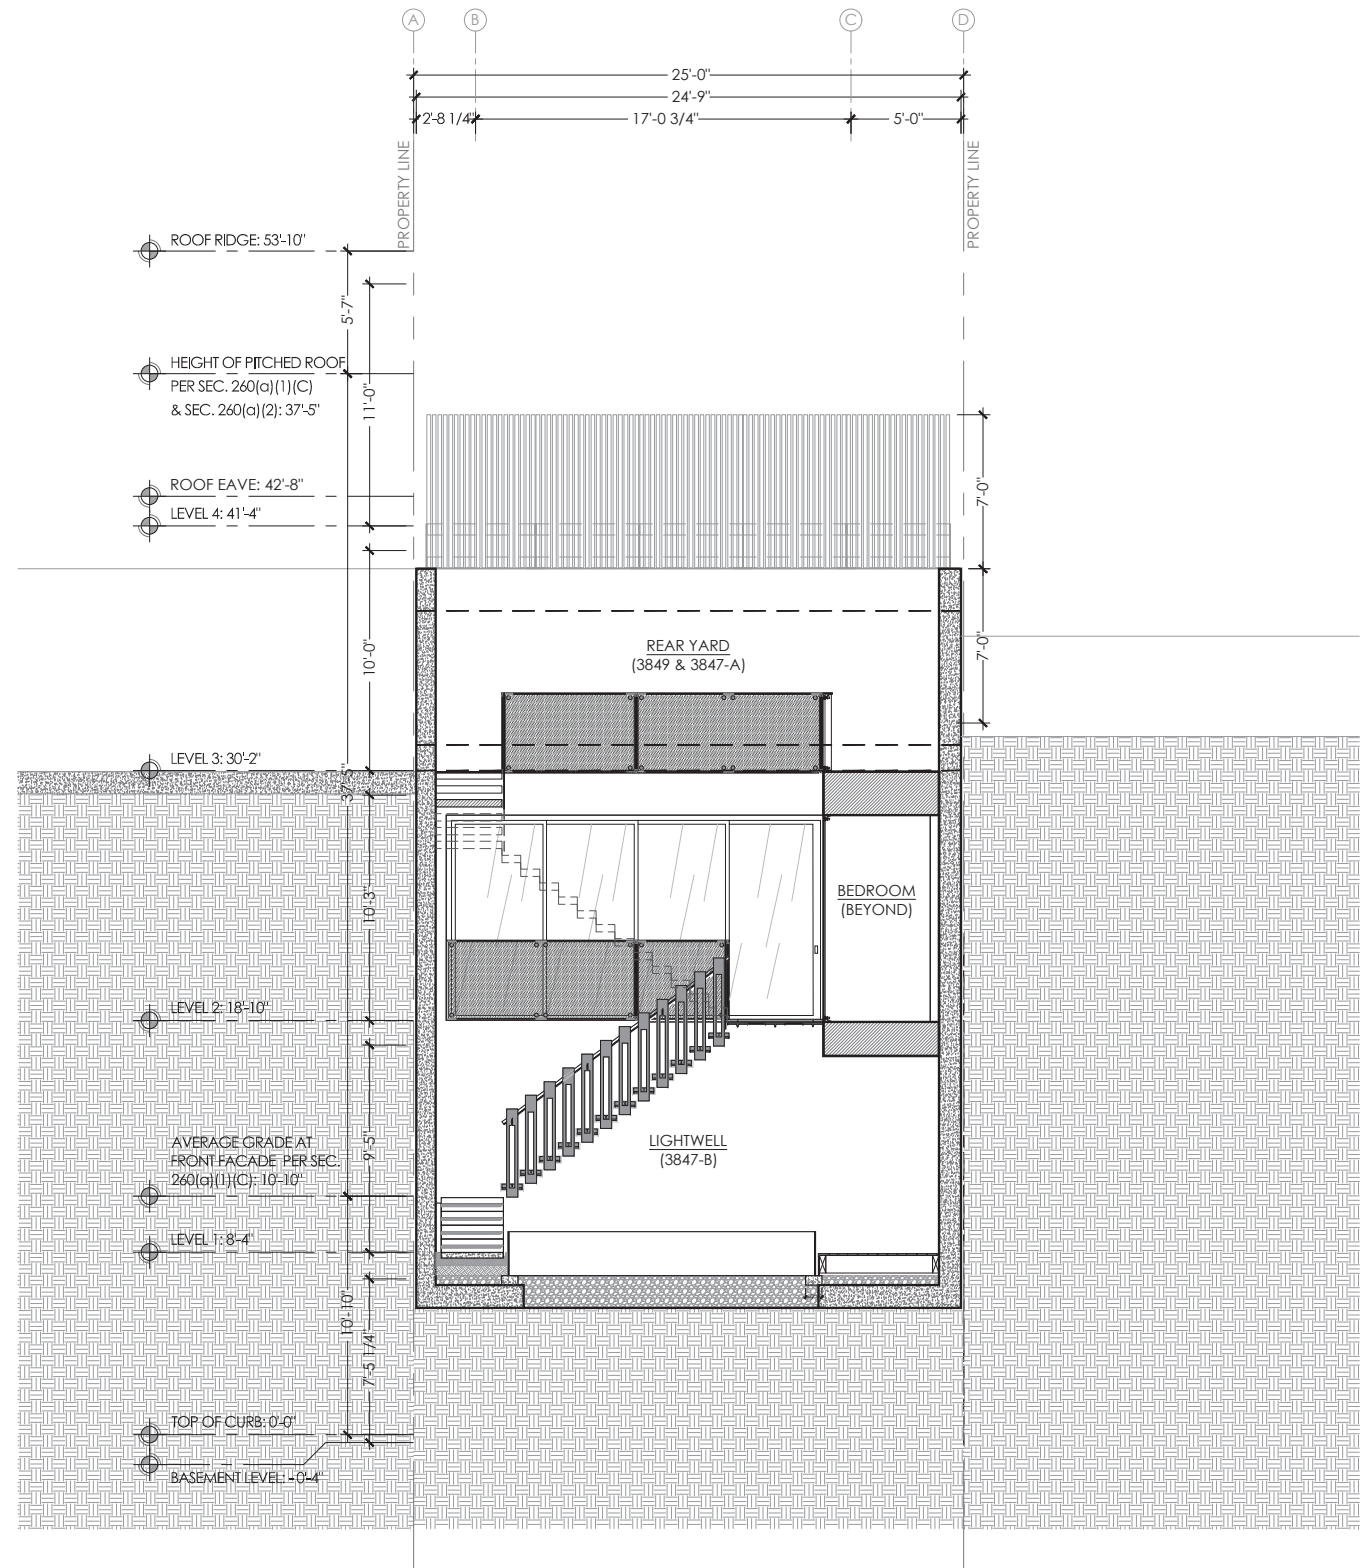 A
B
C
D
25'-0"
24'-9"
2'-8 1/4"
17'-0 3/4"
5'-0"
PROPERTY LINE
PROPERTY LINE
ROOF RIDGE: 53'-10"
5'-7"
HEIGHT OF PITCHED ROOF
PER SEC. 260(a)(1)(C)
& SEC. 260(a)(2): 37'-5"
11'-0"
ROOF EAVE: 42'-8"
LEVEL 4: 41'-4"
7'-0"
10'-0"
REAR YARD
(3849 & 3847-A)
7'-0"
LEVEL 3: 30'-2"
37'-5"
10'-3"
BEDROOM
(BEYOND)
LEVEL 2: 18'-10"
AVERAGE GRADE AT
FRONT FACADE PER SEC.
260(a)(1)(C): 10'-10"
9'-5"
LIGHTWELL
(3847-B)
LEVEL 1: 8'-4"
10'-10"
7'-5 1/4"
TOP OF CURB: 0'-0"
BASEMENT LEVEL: -0'-4"